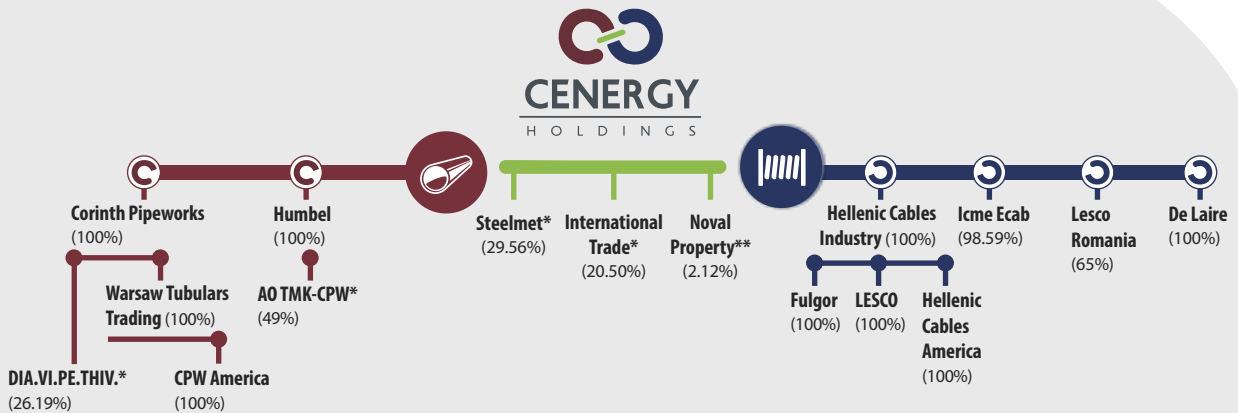 CENERGY
HOLDINGS
Corinth Pipeworks
(100%)
Humbel
(100%)
Steelmet*
(29.56%)
International
Trade*
(20.50%)
Noval
Property**
(2.12%)
Hellenic Cables
Industry (100%)
Icme Ecab
(98.59%)
Lesco
Romania
(65%)
De Laire
(100%)
Warsaw Tubulars
Trading (100%)
AO TMK-CPW*
(49%)
Fulgor
(100%)
LESCO
(100%)
Hellenic
Cables
America
(100%)
DIA.VI.PE.THIV.*
(26.19%)
CPW America
(100%)